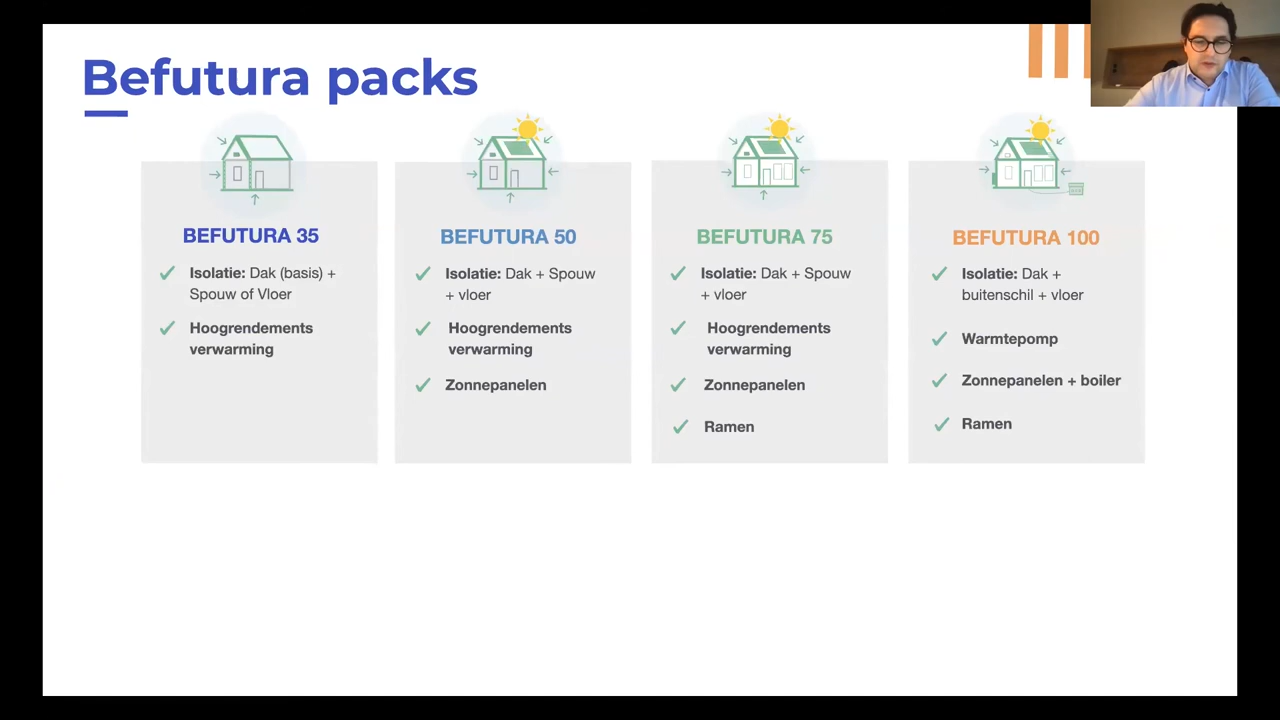 Befutura packs
BEFUTURA 35
Isolatie: Dak (basis) +
Spouw of Vloer
Hoogrendements
verwarming
BEFUTURA 50
Isolatie: Dak + Spouw
+ vloer
Hoogrendements
verwarming
Zonnepanelen
BEFUTURA 75
Isolatie: Dak + Spouw
+ vloer
Hoogrendements
verwarming
Zonnepanelen
Ramen
BEFUTURA 100
Isolatie: Dak +
buitenschil + vloer
Warmtepomp
Zonnepanelen + boiler
Ramen